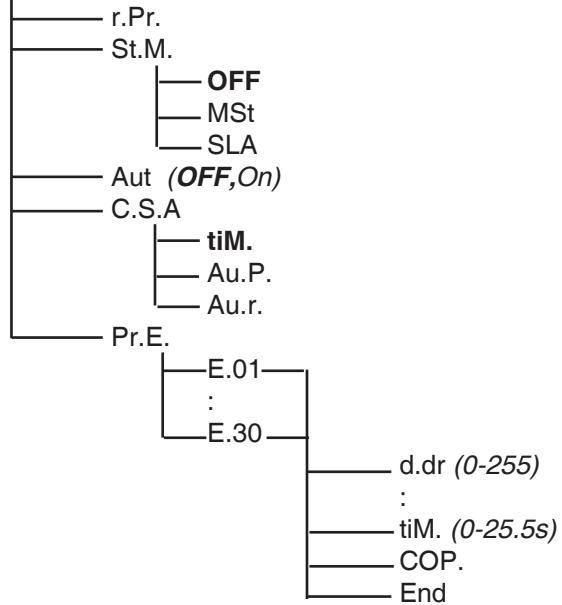 r.Pr.
St.M.
OFF
MSt
SLA
Aut (OFF,On)
C.S.A
tiM.
Au.P.
Au.r.
Pr.E.
E.01
:
E.30
d.dr (0-255)
:
tiM. (0-25.5s)
COP.
End